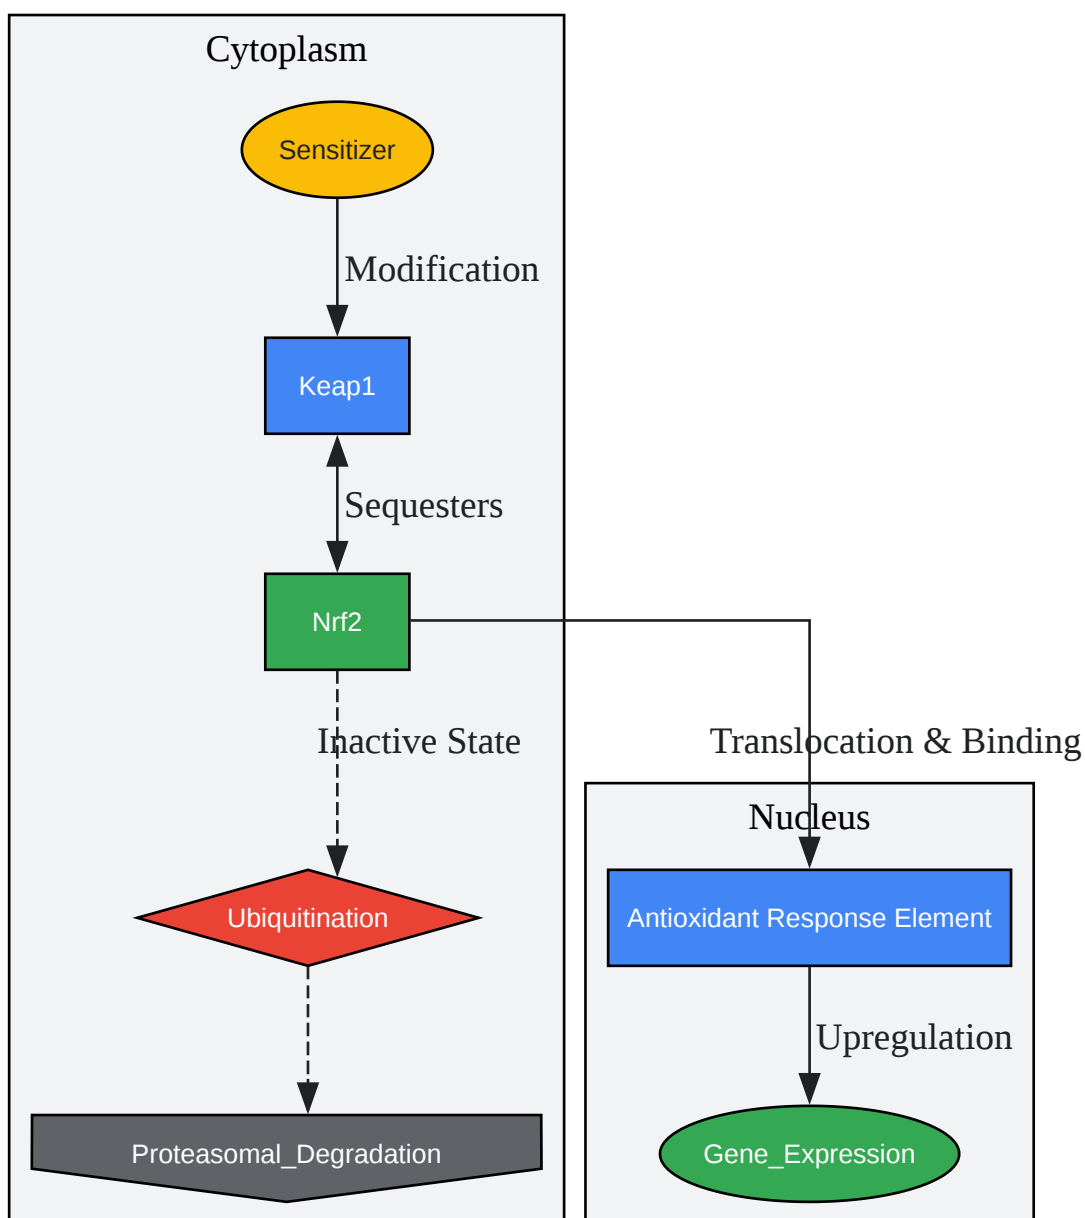 Cytoplasm
Sensitizer
Modification
Keap1
Sequesters
Nrf2
Inactive State
Ubiquitination
Proteasomal_Degradation
Translocation & Binding
Nucleus
Antioxidant Response Element
Upregulation
Gene_Expression